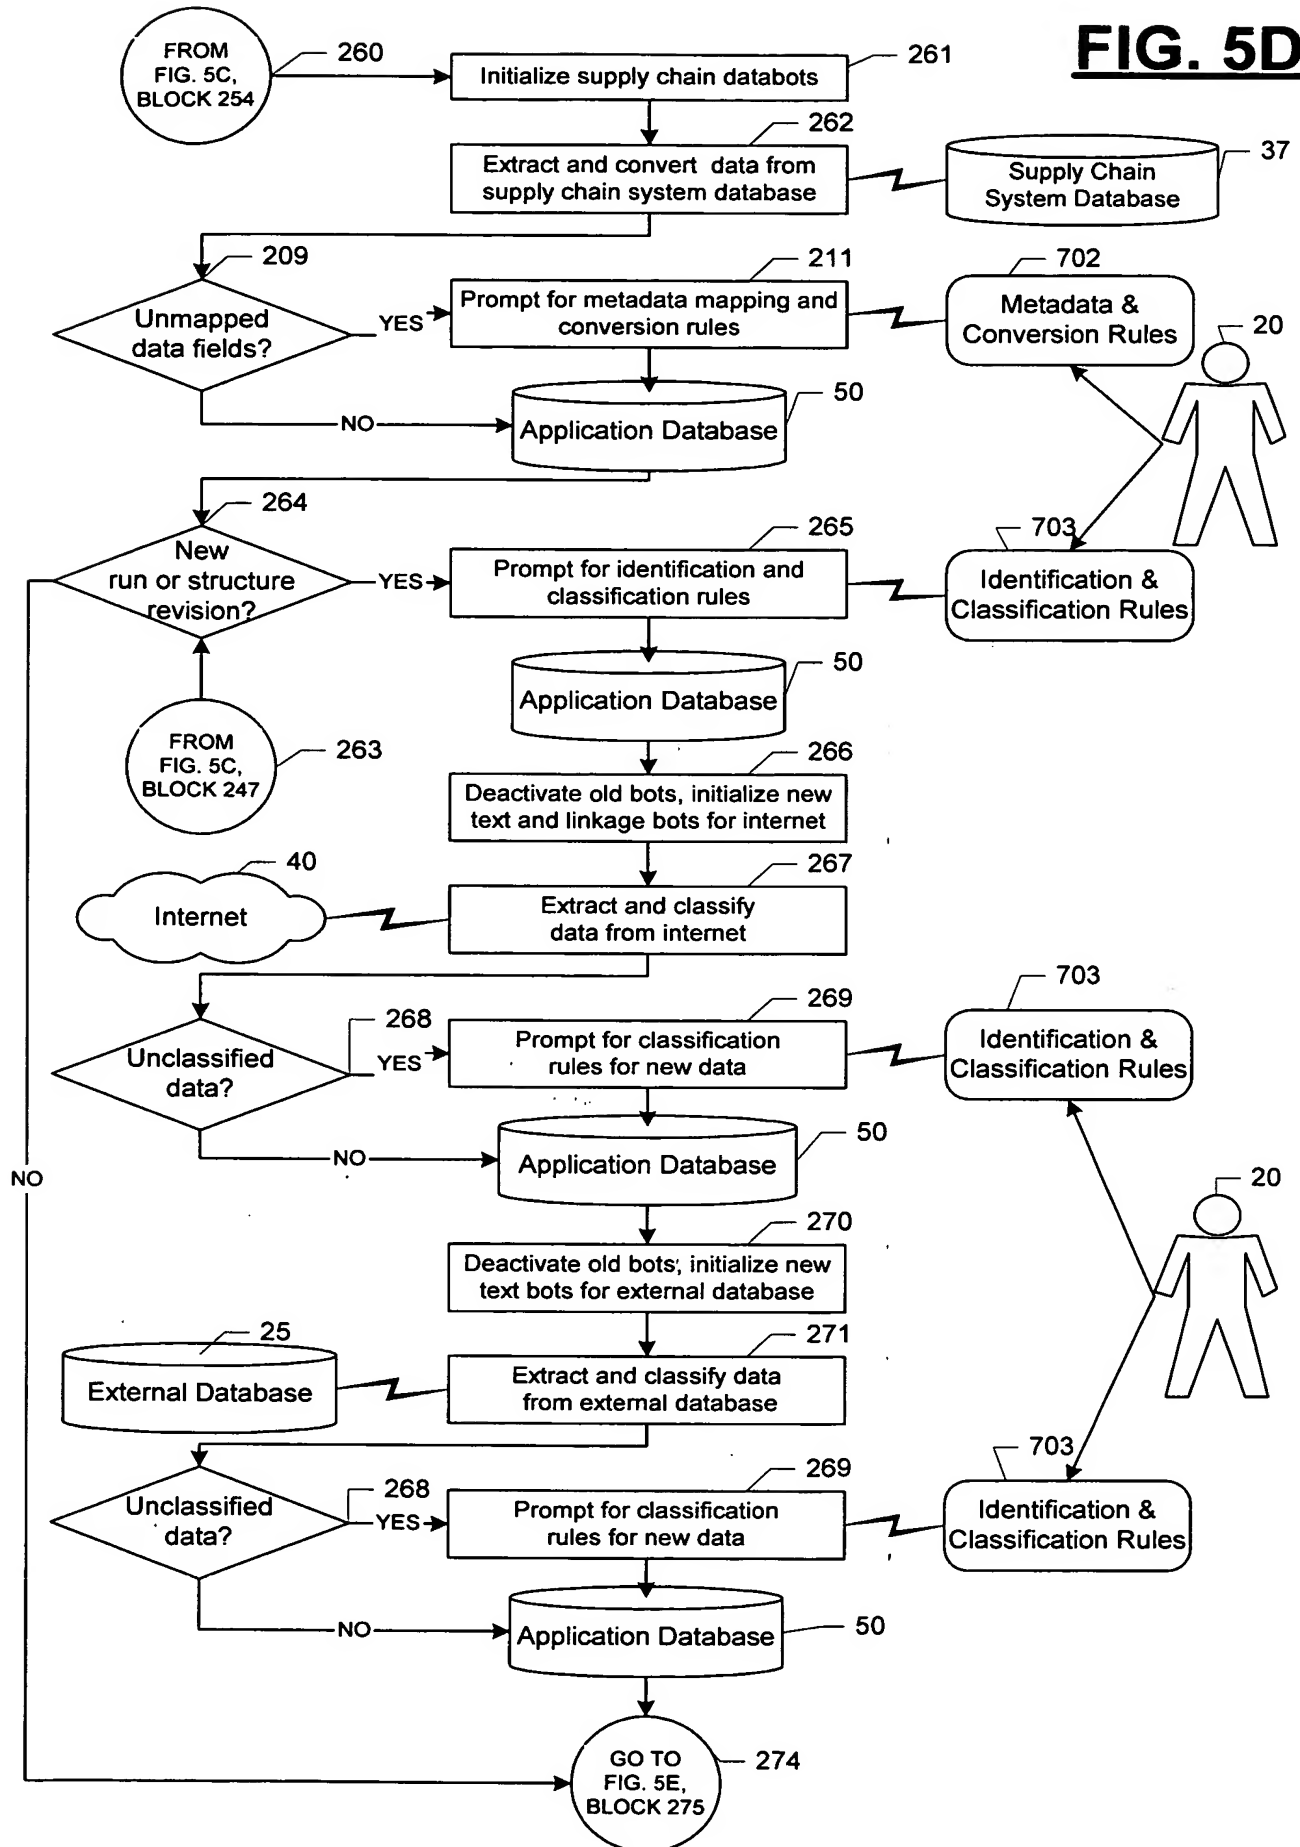 FIG. 5D
FROM
FIG. 5C,
BLOCK 254
260
Initialize supply chain databots
261
262
Extract and convert data from
supply chain system database
Supply Chain
System Database
37
209
Unmapped
data fields?
YES
211
Prompt for metadata mapping and
conversion rules
702
Metadata &
Conversion Rules
20
NO
Application Database
50
264
New
run or structure
revision?
YES
265
Prompt for identification and
classification rules
703
Identification &
Classification Rules
Application Database
50
FROM
FIG. 5C,
BLOCK 247
263
266
Deactivate old bots, initialize new
text and linkage bots for internet
40
Internet
267
Extract and classify
data from internet
268
Unclassified
data?
YES
269
Prompt for classification
rules for new data
703
Identification &
Classification Rules
NO
NO
Application Database
50
20
270
Deactivate old bots, initialize new
text bots for external database
25
External Database
271
Extract and classify data
from external database
268
Unclassified
data?
YES
269
Prompt for classification
rules for new data
703
Identification &
Classification Rules
NO
Application Database
50
GO TO
FIG. 5E,
BLOCK 275
274